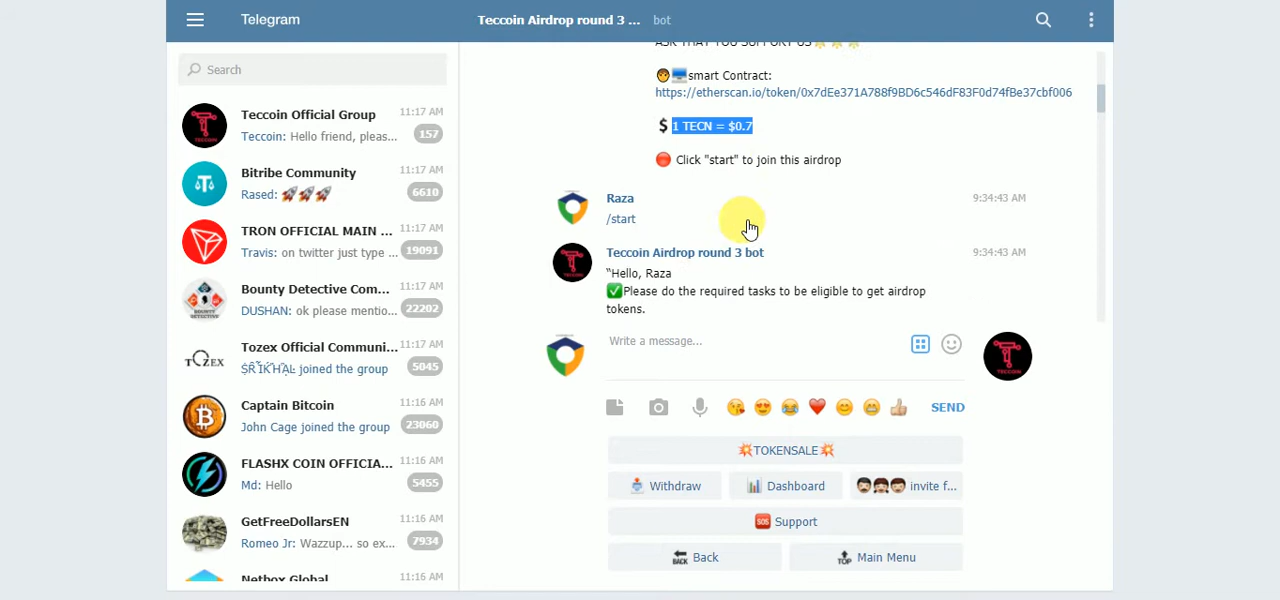 Telegram
Teccoin Airdrop round 3 ... bot
Search
Teccoin Official Group 11:17 AM
Teccoin: Hello friend, pleas... 157
Bitribe Community 11:17 AM
Rased: 🚀🚀🚀 6610
TRON OFFICIAL MAIN ... 11:17 AM
Travis: on twitter just type ... 19091
Bounty Detective Com... 11:17 AM
DUSHAN: ok please mentio... 22202
Tozex Official Communi... 11:17 AM
joined the group 5045
Captain Bitcoin 11:16 AM
John Cage joined the group 23060
FLASHX COIN OFFICIA... 11:16 AM
Md: Hello 5455
GetFreeDollarsEN 11:16 AM
Romeo Jr: Wazzup... so ex... 7934
Netbox Global 11:16 AM
ASK THAT YOU SUPPORT US🌟🌟🌟
smart Contract:
https://etherscan.io/token/0x7dEe371A788f9BD6c546dF83F0d74fBe37cbf006
💲1 TECN = $0.7
🔴 Click "start" to join this airdrop
Raza 9:34:43 AM
/start
Teccoin Airdrop round 3 bot 9:34:43 AM
“Hello, Raza
✅Please do the required tasks to be eligible to get airdrop
tokens.
Write a message...
TECCOIN
SEND
💥TOKENSALE💥
Withdraw
📊 Dashboard
invite f...
🆘 Support
🔙 Back
🔝 Main Menu